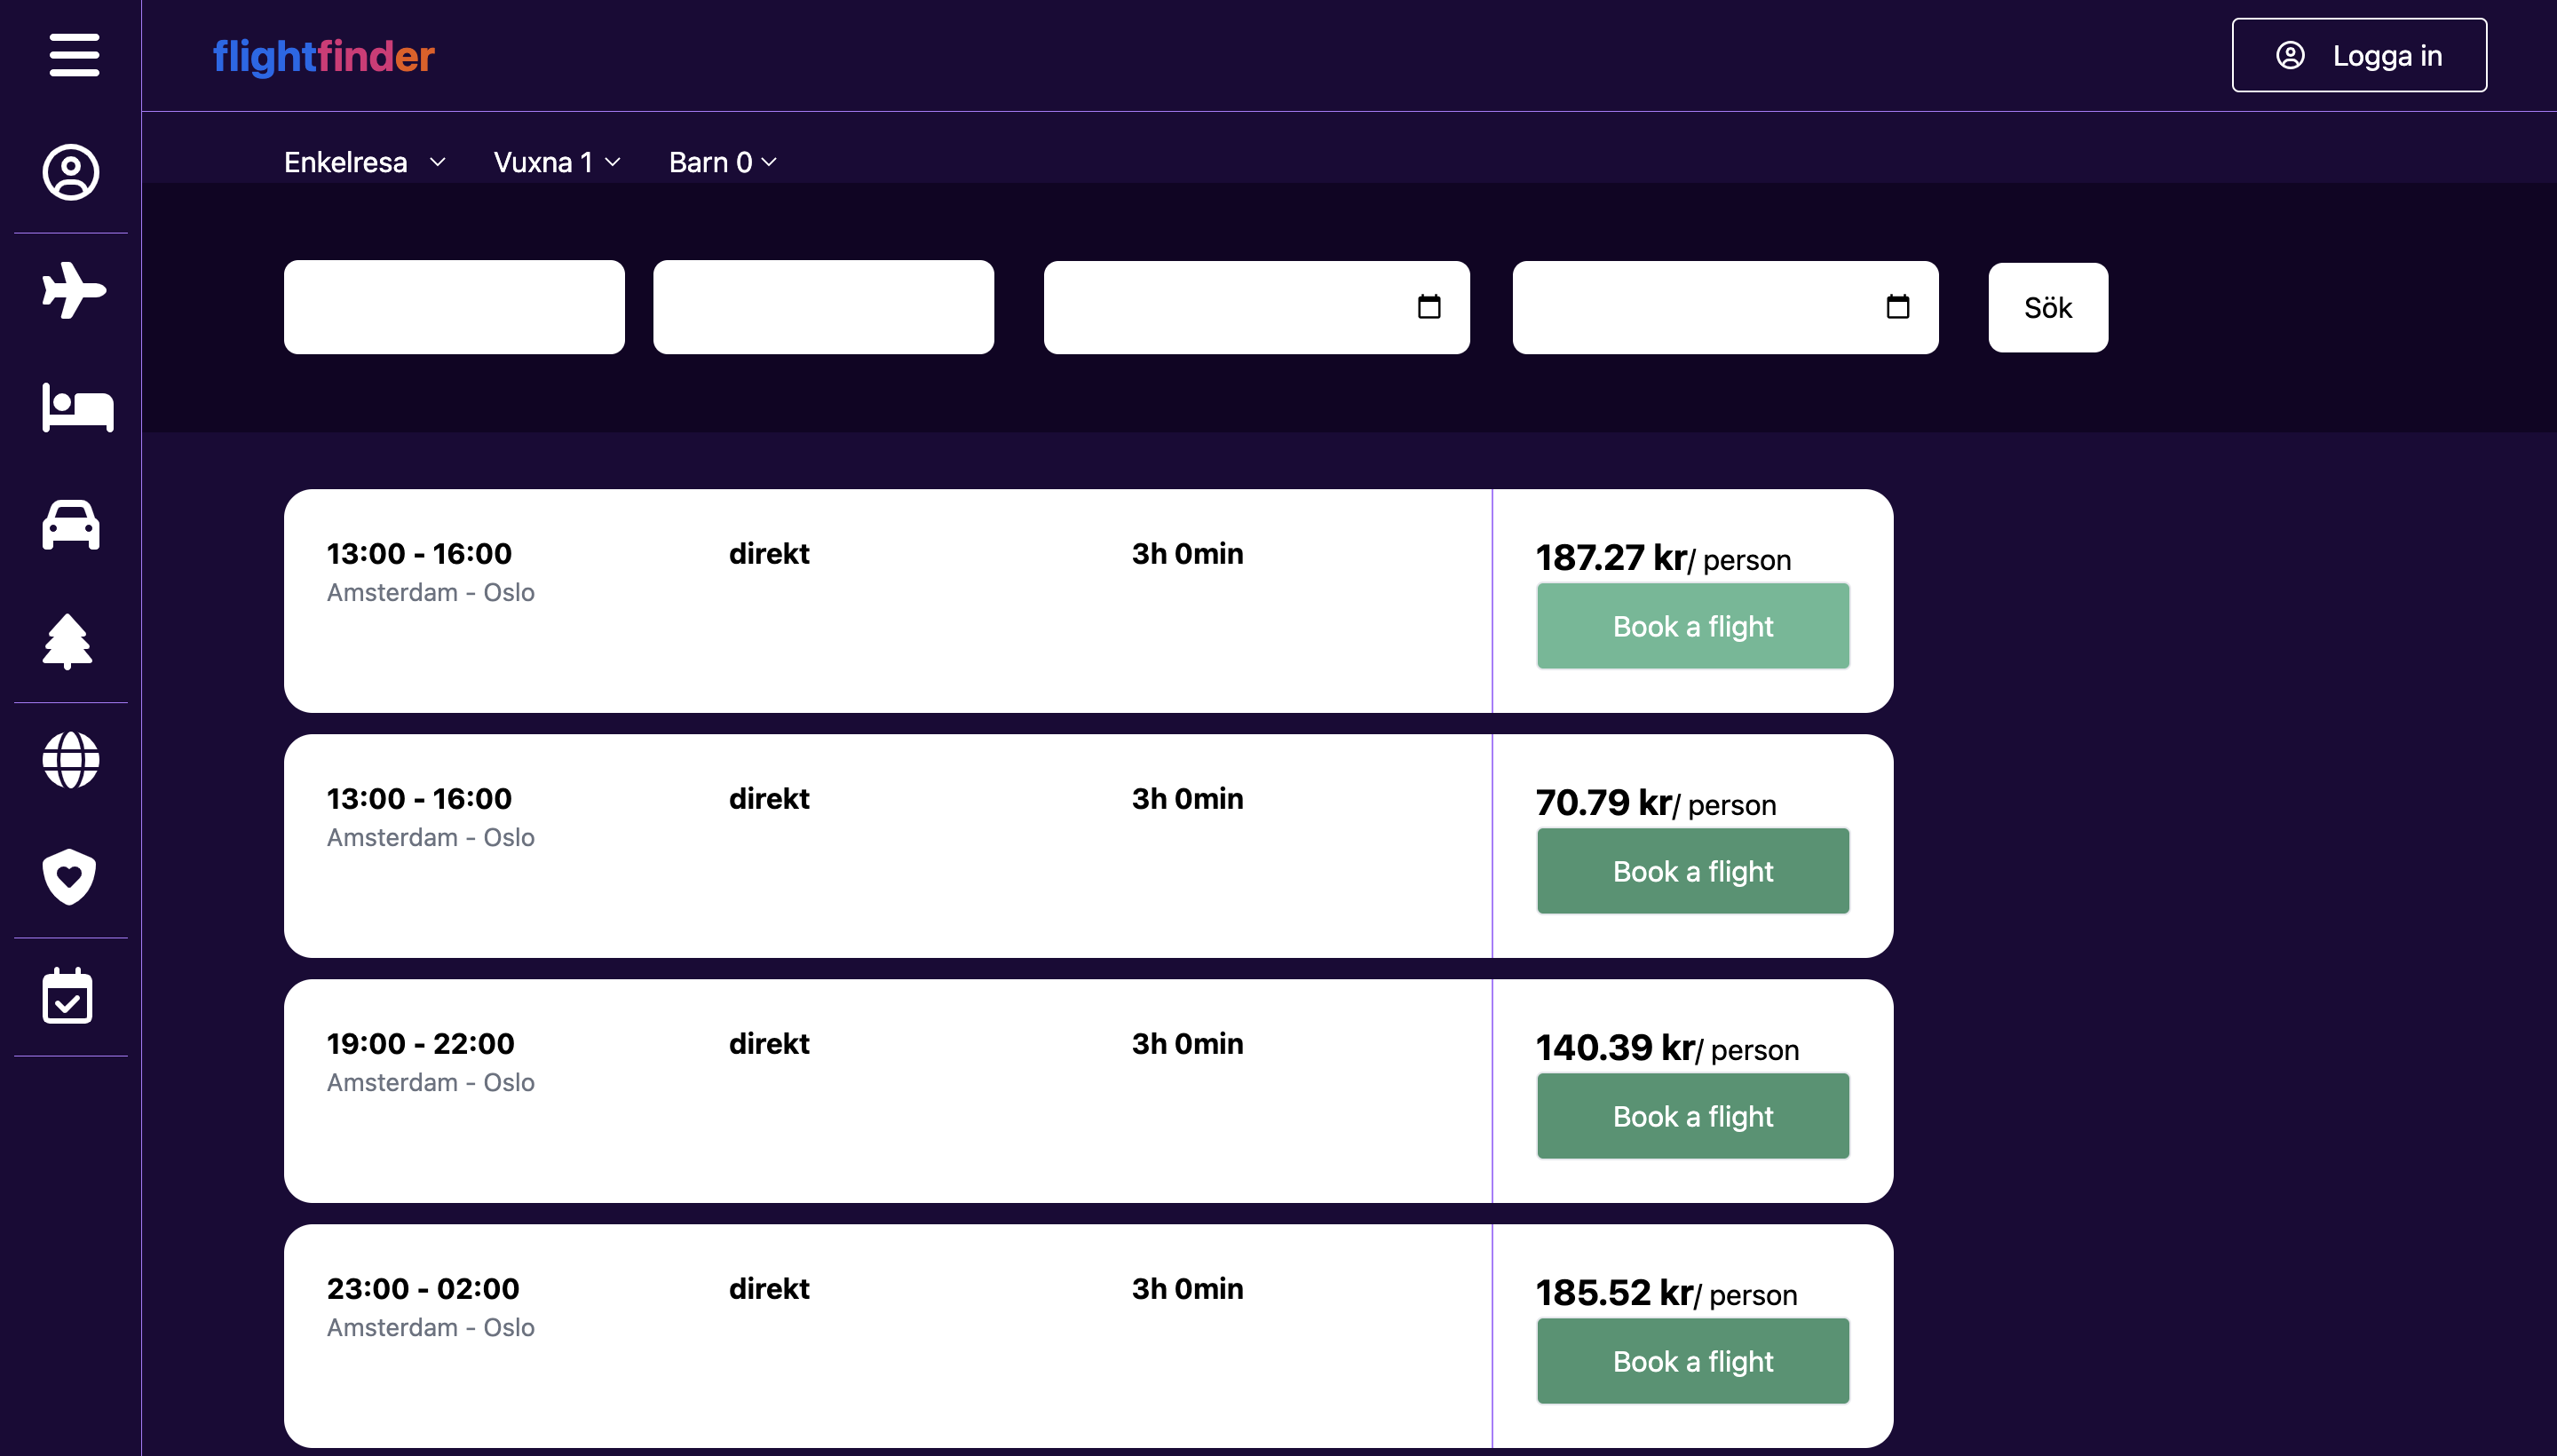 flightfinder
Logga in
Enkelresa Vuxna 1 Barn 0
Sök
13:00 - 16:00 direkt 3h 0min 187.27 kr/ person
Amsterdam - Oslo
Book a flight
13:00 - 16:00 direkt 3h 0min 70.79 kr/ person
Amsterdam - Oslo
Book a flight
19:00 - 22:00 direkt 3h 0min 140.39 kr/ person
Amsterdam - Oslo
Book a flight
23:00 - 02:00 direkt 3h 0min 185.52 kr/ person
Amsterdam - Oslo
Book a flight